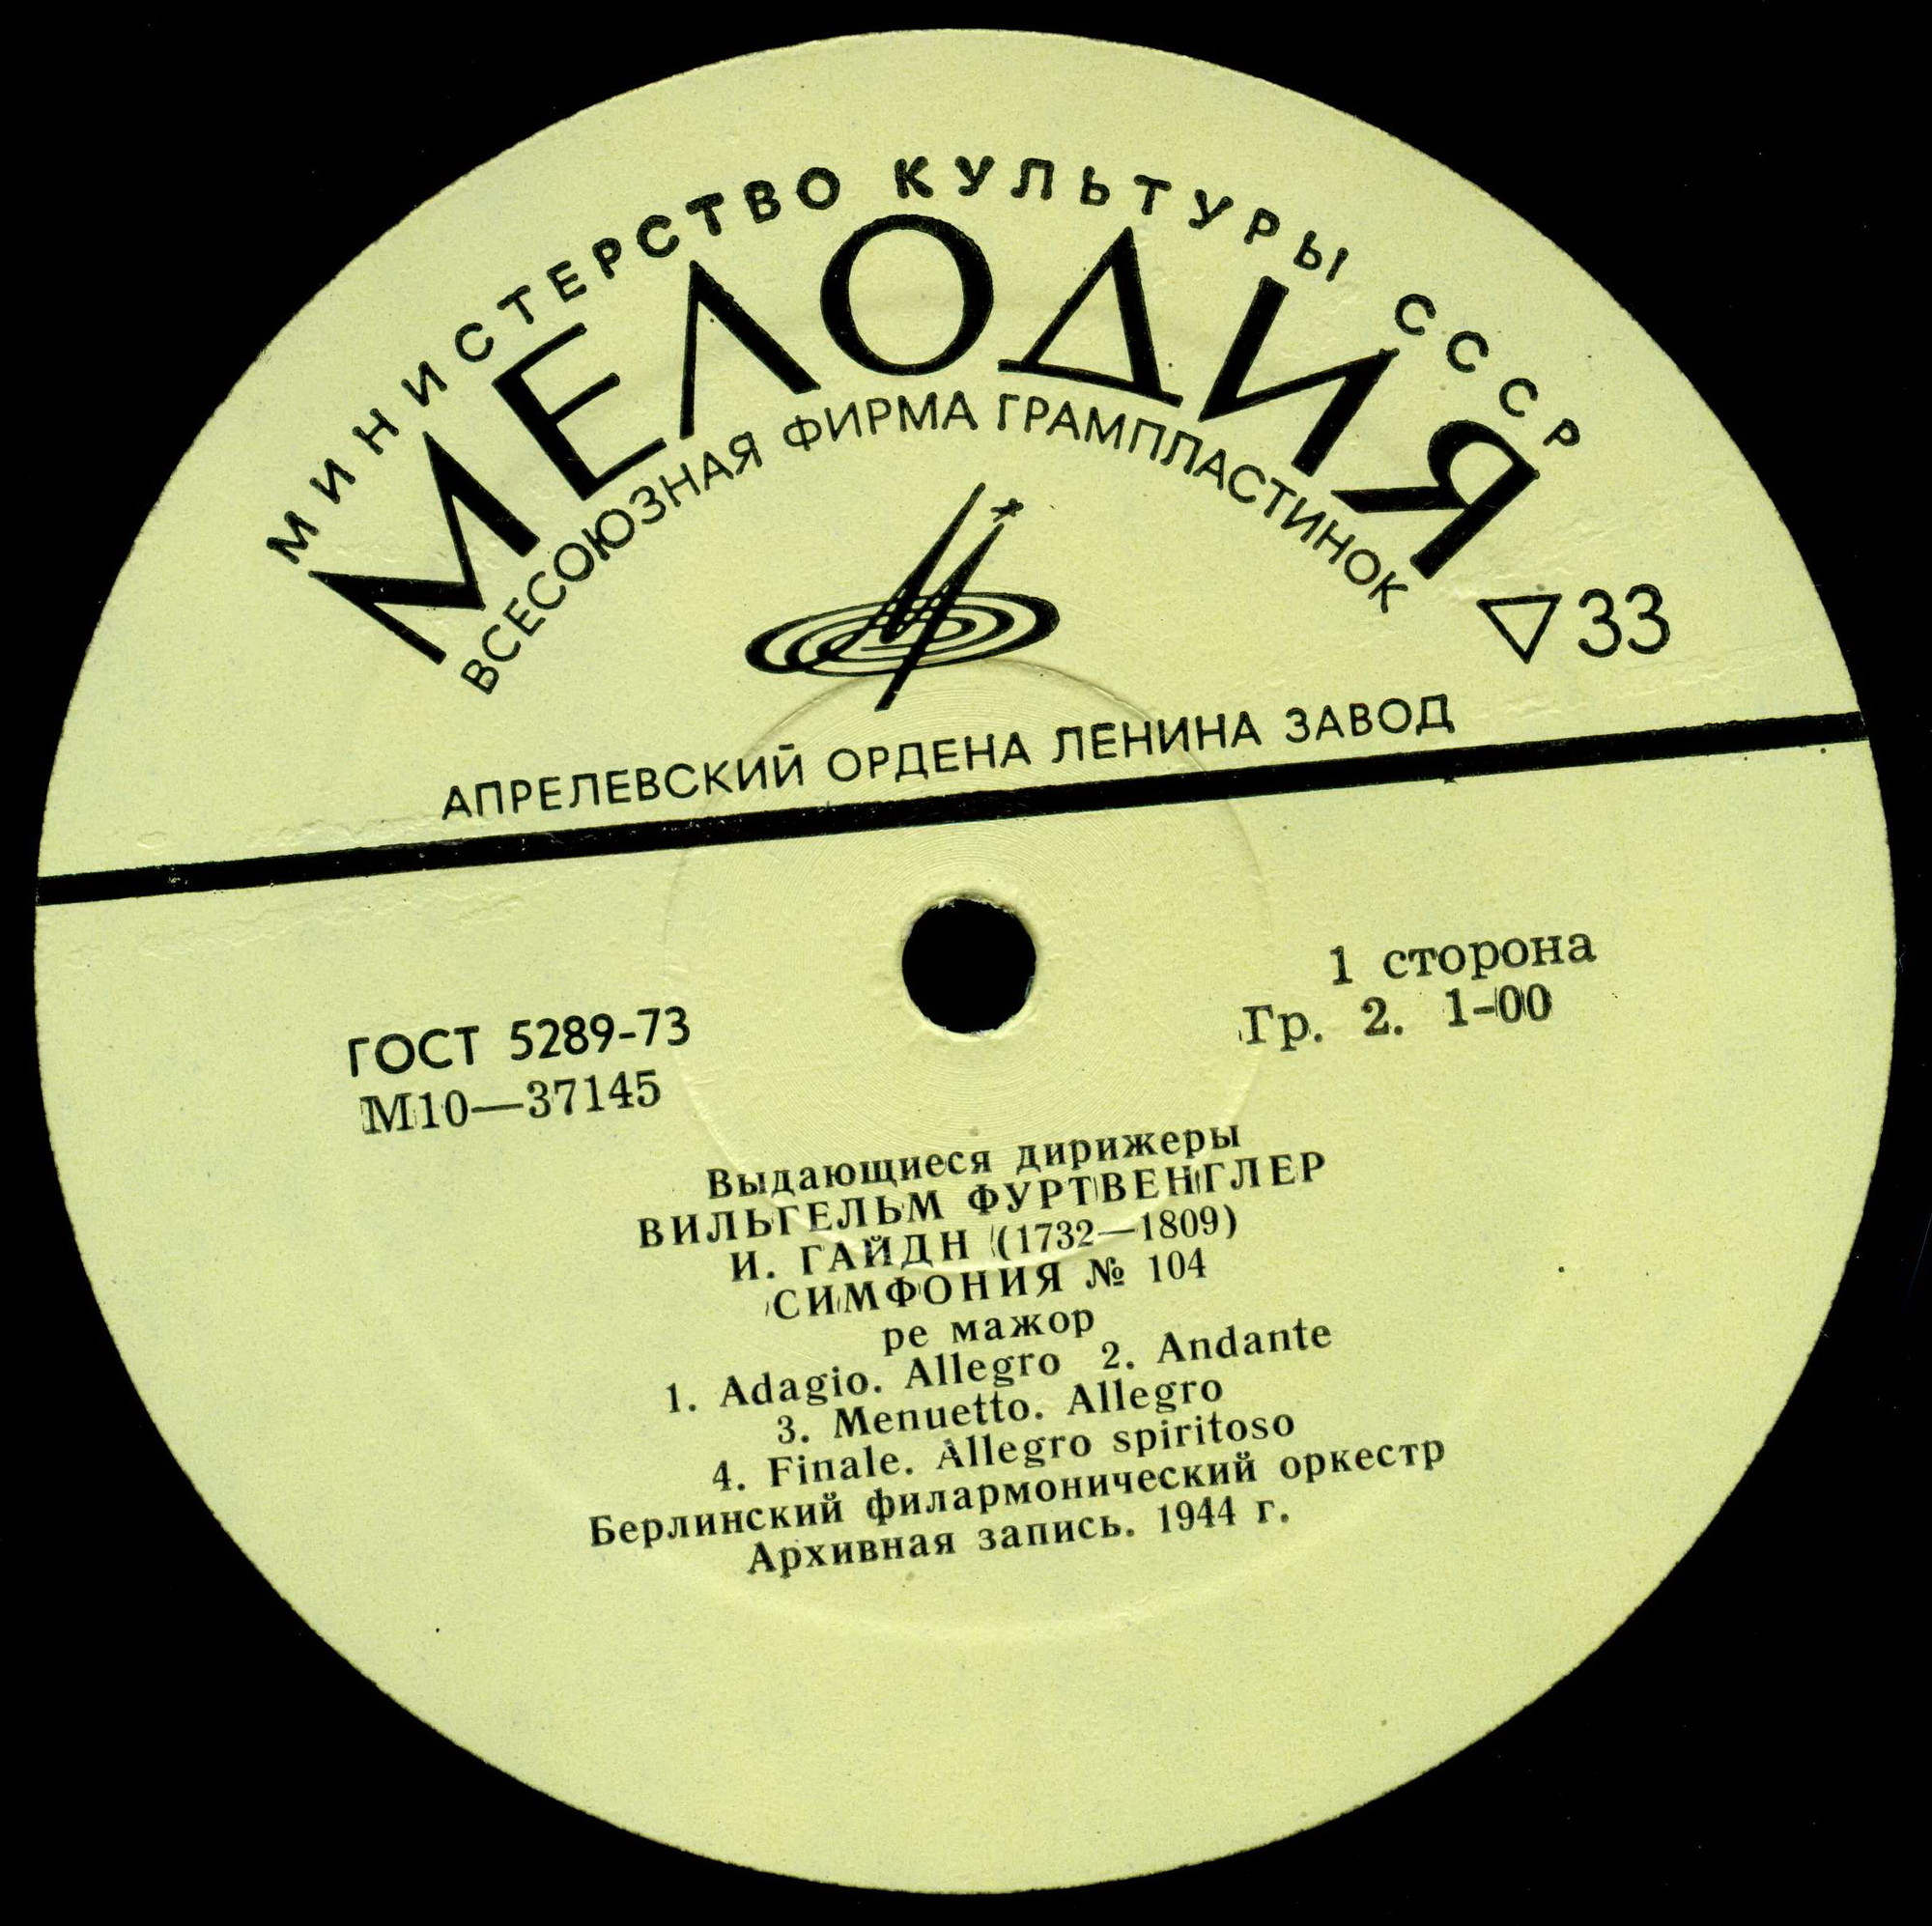 МИНИСТЕРСТВО КУЛЬТУРЫ СССР
МЕЛОДИЯ
ВСЕСОЮЗНАЯ ФИРМА ГРАМПЛАСТИНОК
▽33
АПРЕЛЕВСКИЙ ОРДЕНА ЛЕНИНА ЗАВОД
1 сторона
ГОСТ 5289-73
Гр. 2. 1-00
М10—37145
Выдающиеся дирижеры
ВИЛЬГЕЛЬМ ФУРТВЕНГЛЕР
И. ГАЙДН (1732—1809)
СИМФОНИЯ № 104
ре мажор
1. Adagio. Allegro 2. Andante
3. Menuetto. Allegro
4. Finale. Allegro spiritoso
Берлинский филармонический оркестр
Архивная запись. 1944 г.